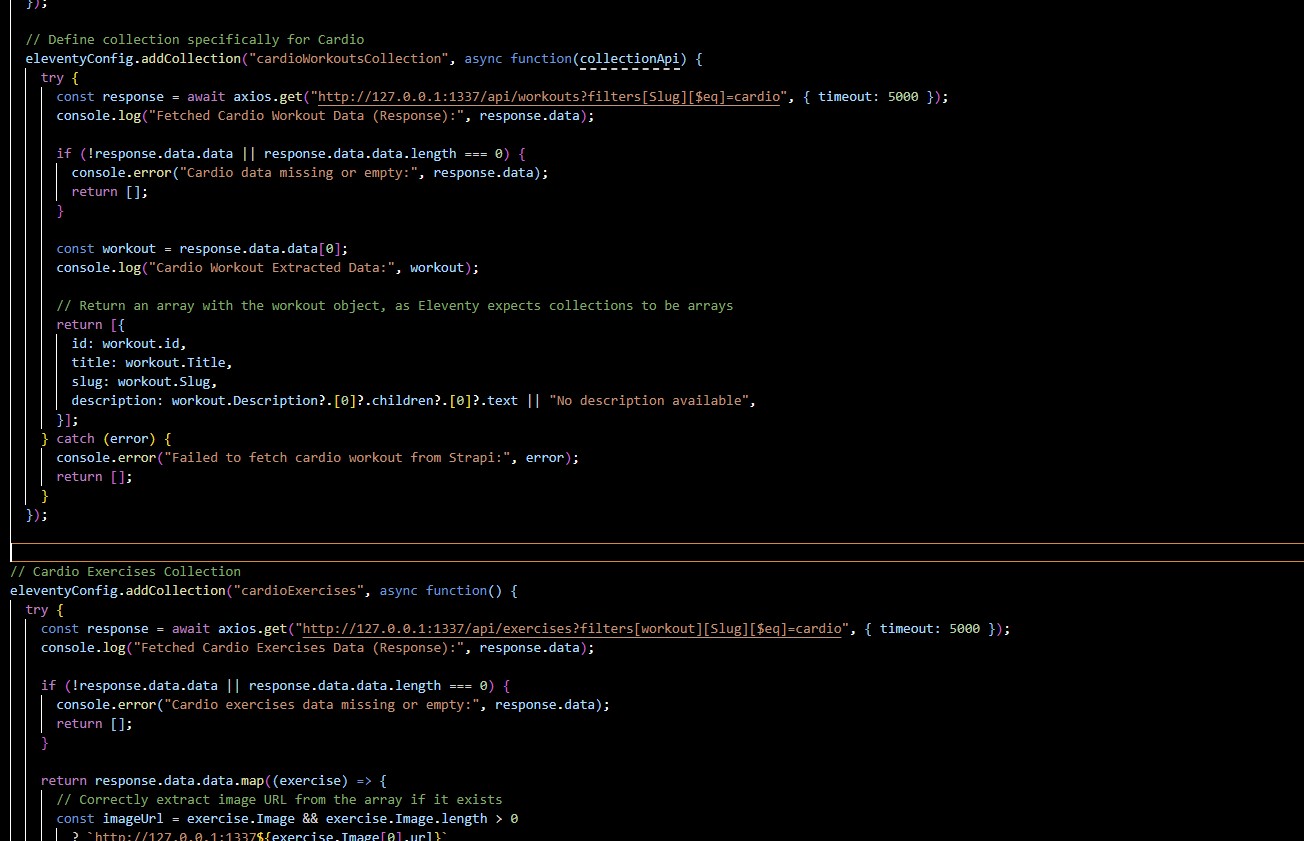 });
// Define collection specifically for Cardio
eleventyConfig.addCollection("cardioWorkoutsCollection", async function(collectionApi) {
try {
const response = await axios.get("http://127.0.0.1:1337/api/workouts?filters[Slug][$eq]=cardio", { timeout: 5000 });
console.log("Fetched Cardio Workout Data (Response):", response.data);
if (!response.data.data || response.data.data.length === 0) {
console.error("Cardio data missing or empty:", response.data);
return [];
}
const workout = response.data.data[0];
console.log("Cardio Workout Extracted Data:", workout);
// Return an array with the workout object, as Eleventy expects collections to be arrays
return [{
id: workout.id,
title: workout.Title,
slug: workout.Slug,
description: workout.Description?.[0]?.children?.[0]?.text || "No description available",
}];
} catch (error) {
console.error("Failed to fetch cardio workout from Strapi:", error);
return [];
}
});
// Cardio Exercises Collection
eleventyConfig.addCollection("cardioExercises", async function() {
try {
const response = await axios.get("http://127.0.0.1:1337/api/exercises?filters[workout][Slug][$eq]=cardio", { timeout: 5000 });
console.log("Fetched Cardio Exercises Data (Response):", response.data);
if (!response.data.data || response.data.data.length === 0) {
console.error("Cardio exercises data missing or empty:", response.data);
return [];
}
return response.data.data.map((exercise) => {
// Correctly extract image URL from the array if it exists
const imageUrl = exercise.Image && exercise.Image.length > 0
? `http://127.0.0.1:1337${exercise.Image[0].url}`